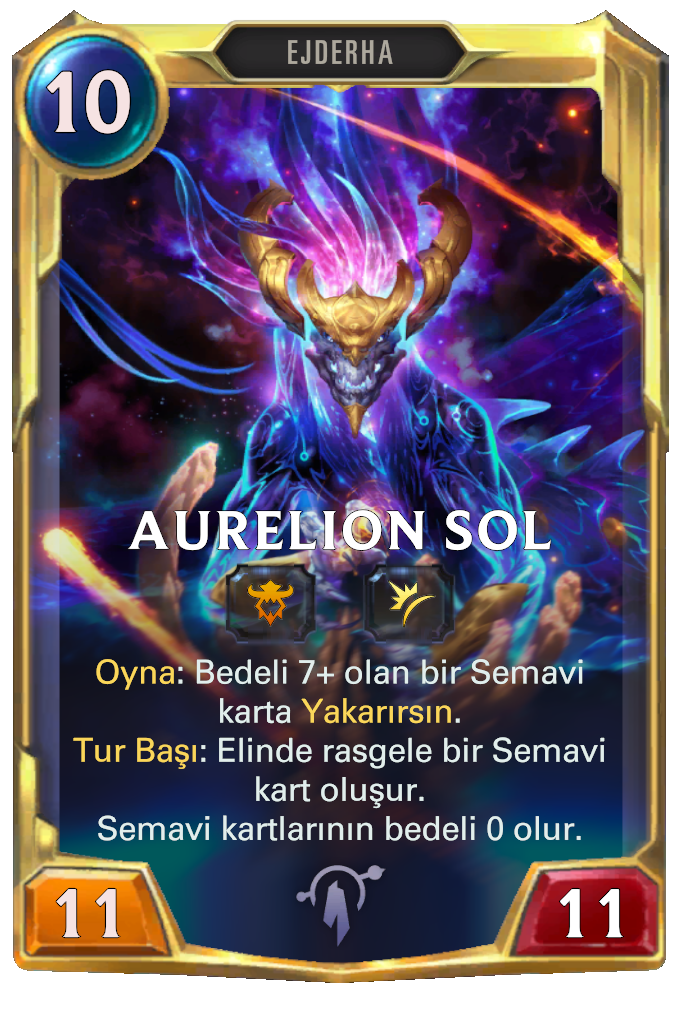 EJDERHA
10
AURELION SOL
Oyna: Bedeli 7+ olan bir Semavi
karta Yakarırsın.
Tur Başı: Elinde rasgele bir Semavi
kart oluşur.
Semavi kartlarının bedeli 0 olur.
11
11